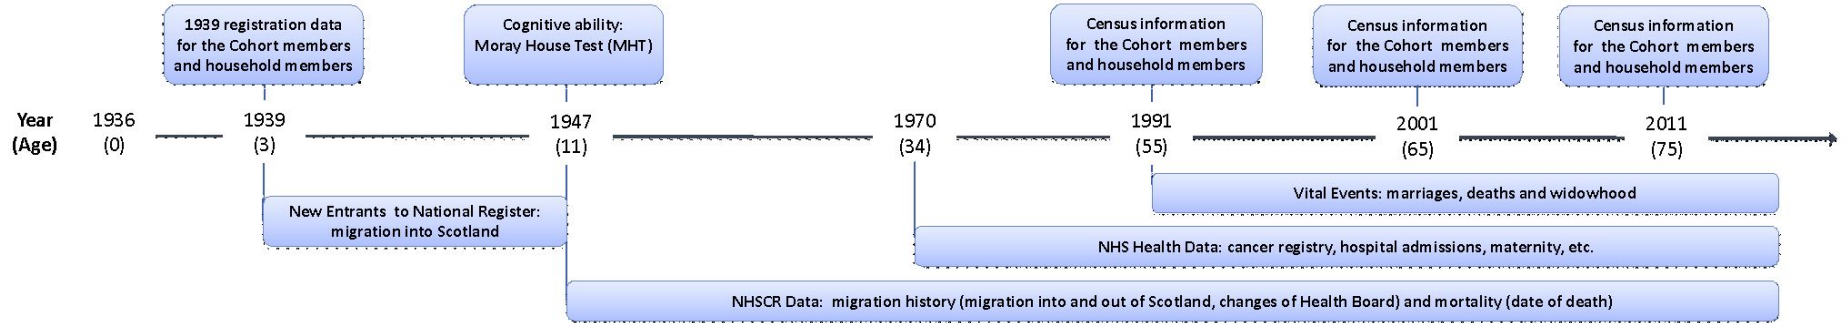 1939 registration data
for the Cohort members
and household members
Cognitive ability:
Moray House Test (MHT)
Census information
for the Cohort members
and household members
Census information
for the Cohort members
and household members
Census information
for the Cohort members
and household members
Year
(Age)
1936
(0)
1939
(3)
1947
(11)
1970
(34)
1991
(55)
2001
(65)
2011
(75)
New Entrants to National Register:
migration into Scotland
Vital Events: marriages, deaths and widowhood
NHS Health Data: cancer registry, hospital admissions, maternity, etc.
NHSCR Data: migration history (migration into and out of Scotland, changes of Health Board) and mortality (date of death)